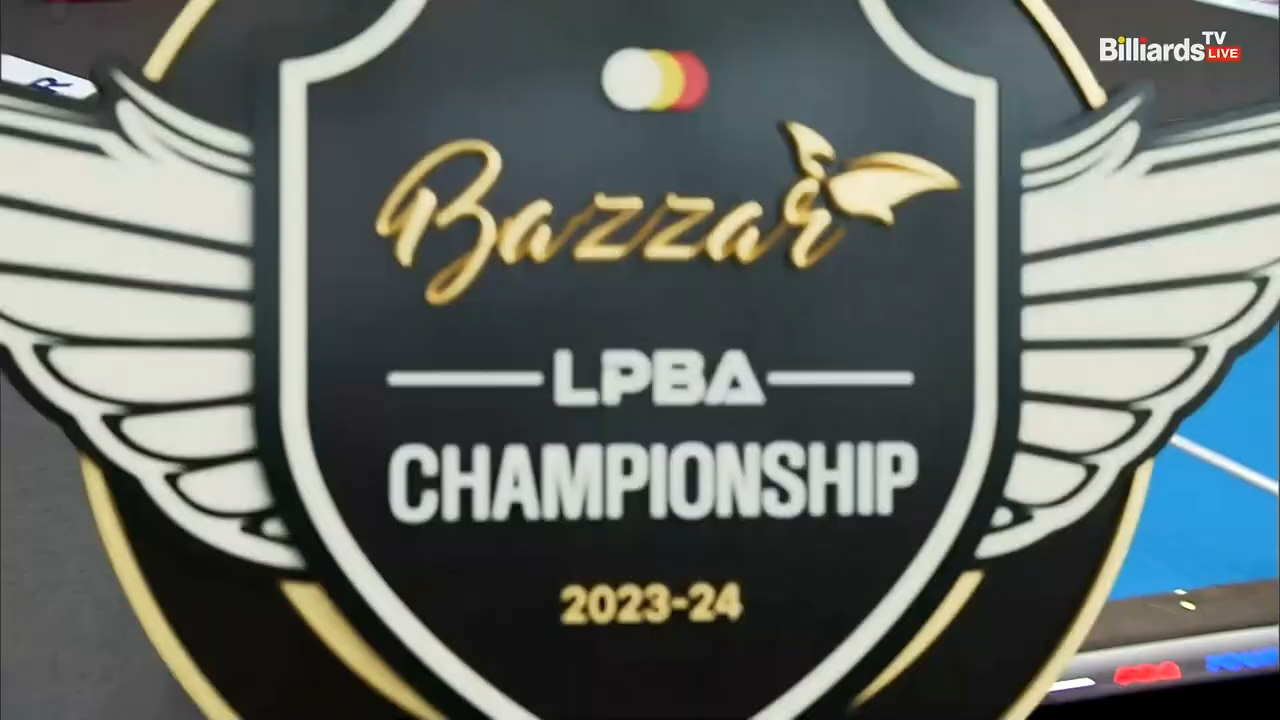 Billiards TV LIVE
R
Bazzar
LPBA
CHAMPIONSHIP
2023-24